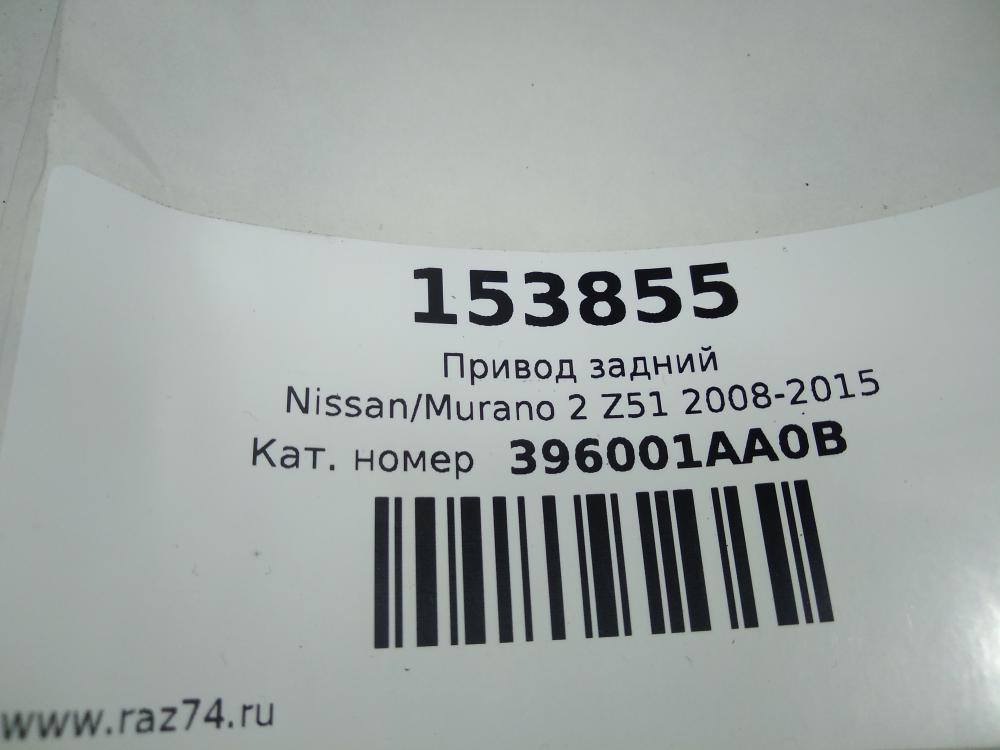 153855
Привод задний
Nissan/Murano 2 Z51 2008-2015
Кат. номер 396001AA0B
www.raz74.ru